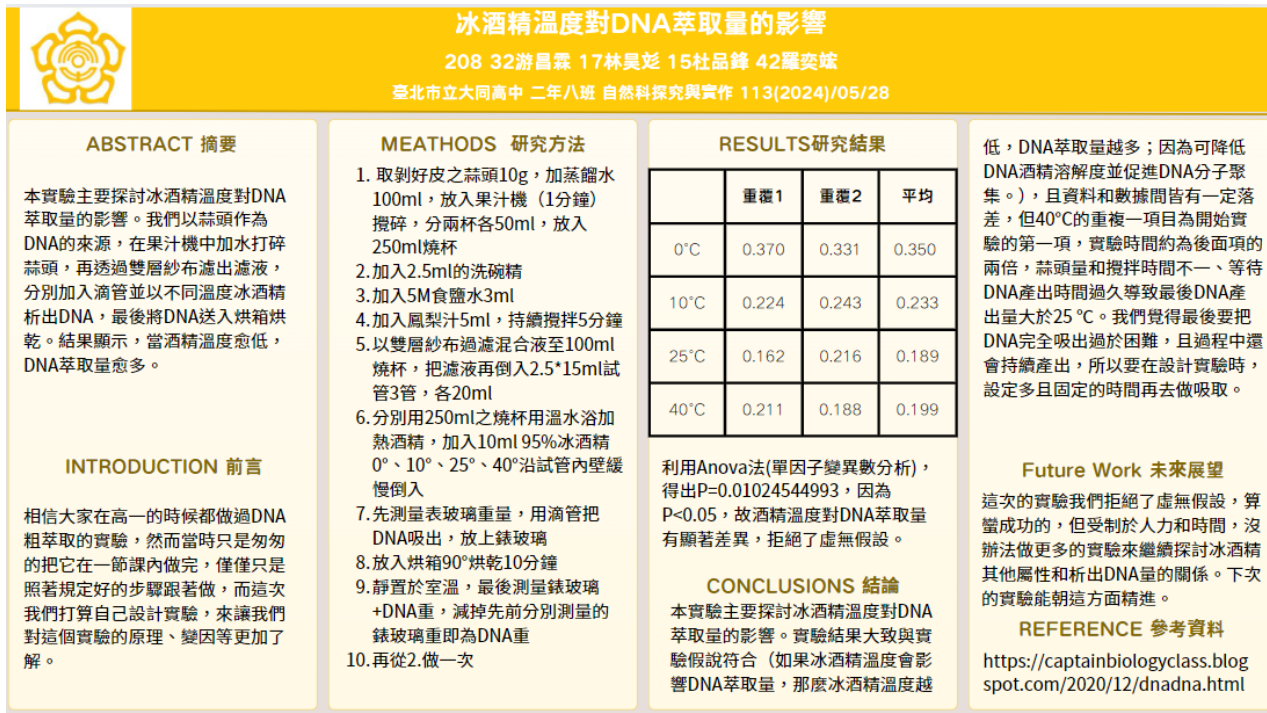 冰酒精溫度對DNA萃取量的影響
208 32游昌霖 17林昊彣 15杜品鋒 42羅奕竤
臺北市立大同高中 二年八班 自然科探究與實作 113(2024)/05/28
ABSTRACT 摘要
本實驗主要探討冰酒精溫度對DNA
萃取量的影響。我們以蒜頭作為
DNA的來源，在果汁機中加水打碎
蒜頭，再透過雙層紗布濾出濾液，
分別加入滴管並以不同溫度冰酒精
析出DNA，最後將DNA送入烘箱烘
乾。結果顯示，當酒精溫度愈低，
DNA萃取量愈多。
INTRODUCTION 前言
相信大家在高一的時候都做過DNA
粗萃取的實驗，然而當時只是匆匆
的把它在一節課內做完，僅僅只是
照著規定好的步驟跟著做，而這次
我們打算自己設計實驗，來讓我們
對這個實驗的原理、變因等更加了
解。
MEATHODS 研究方法
1. 取剝好皮之蒜頭10g，加蒸餾水
100ml，放入果汁機（1分鐘）
攪碎，分兩杯各50ml，放入
250ml燒杯
2.加入2.5ml的洗碗精
3.加入5M食鹽水3ml
4.加入鳳梨汁5ml，持續攪拌5分鐘
5.以雙層紗布過濾混合液至100ml
燒杯，把濾液再倒入2.5*15ml試
管3管，各20ml
6.分別用250ml之燒杯用溫水浴加
熱酒精，加入10ml 95%冰酒精
0°、10°、25°、40°沿試管內壁緩
慢倒入
7.先測量表玻璃重量，用滴管把
DNA吸出，放上錶玻璃
8.放入烘箱90°烘乾10分鐘
9.靜置於室溫，最後測量錶玻璃
+DNA重，減掉先前分別測量的
錶玻璃重即為DNA重
10.再從2.做一次
RESULTS研究結果
重覆1 重覆2 平均
0°C 0.370 0.331 0.350
10°C 0.224 0.243 0.233
25°C 0.162 0.216 0.189
40°C 0.211 0.188 0.199
利用Anova法(單因子變異數分析)，
得出P=0.01024544993，因為
P<0.05，故酒精溫度對DNA萃取量
有顯著差異，拒絕了虛無假設。
CONCLUSIONS 結論
本實驗主要探討冰酒精溫度對DNA
萃取量的影響。實驗結果大致與實
驗假說符合（如果冰酒精溫度會影
響DNA萃取量，那麼冰酒精溫度越
低，DNA萃取量越多；因為可降低
DNA酒精溶解度並促進DNA分子聚
集。），且資料和數據間皆有一定落
差，但40°C的重複一項目為開始實
驗的第一項，實驗時間約為後面項的
兩倍，蒜頭量和攪拌時間不一、等待
DNA產出時間過久導致最後DNA產
出量大於25 °C。我們覺得最後要把
DNA完全吸出過於困難，且過程中還
會持續產出，所以要在設計實驗時，
設定多且固定的時間再去做吸取。
Future Work 未來展望
這次的實驗我們拒絕了虛無假設，算
蠻成功的，但受制於人力和時間，沒
辦法做更多的實驗來繼續探討冰酒精
其他屬性和析出DNA量的關係。下次
的實驗能朝這方面精進。
REFERENCE 參考資料
https://captainbiologyclass.blog
spot.com/2020/12/dnadna.html